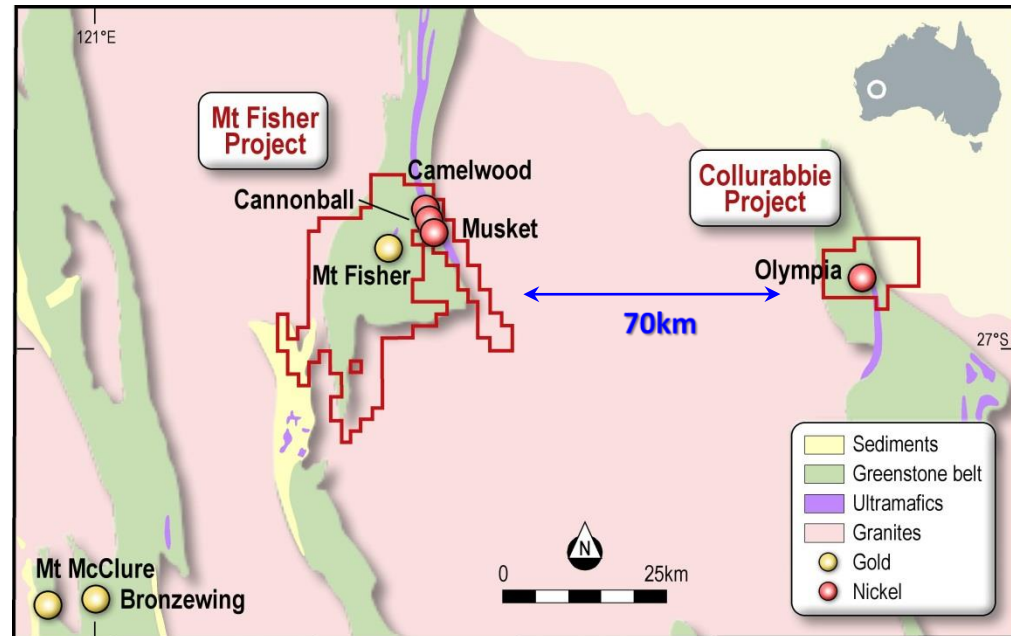 121°E
Mt Fisher
Project
Camelwood
Cannonball
Musket
Mt Fisher
Collurabbie
Project
Olympia
70km
27°S
Mt McClure
Bronzewing
N
0 25km
Sediments
Greenstone belt
Ultramafics
Granites
Gold
Nickel